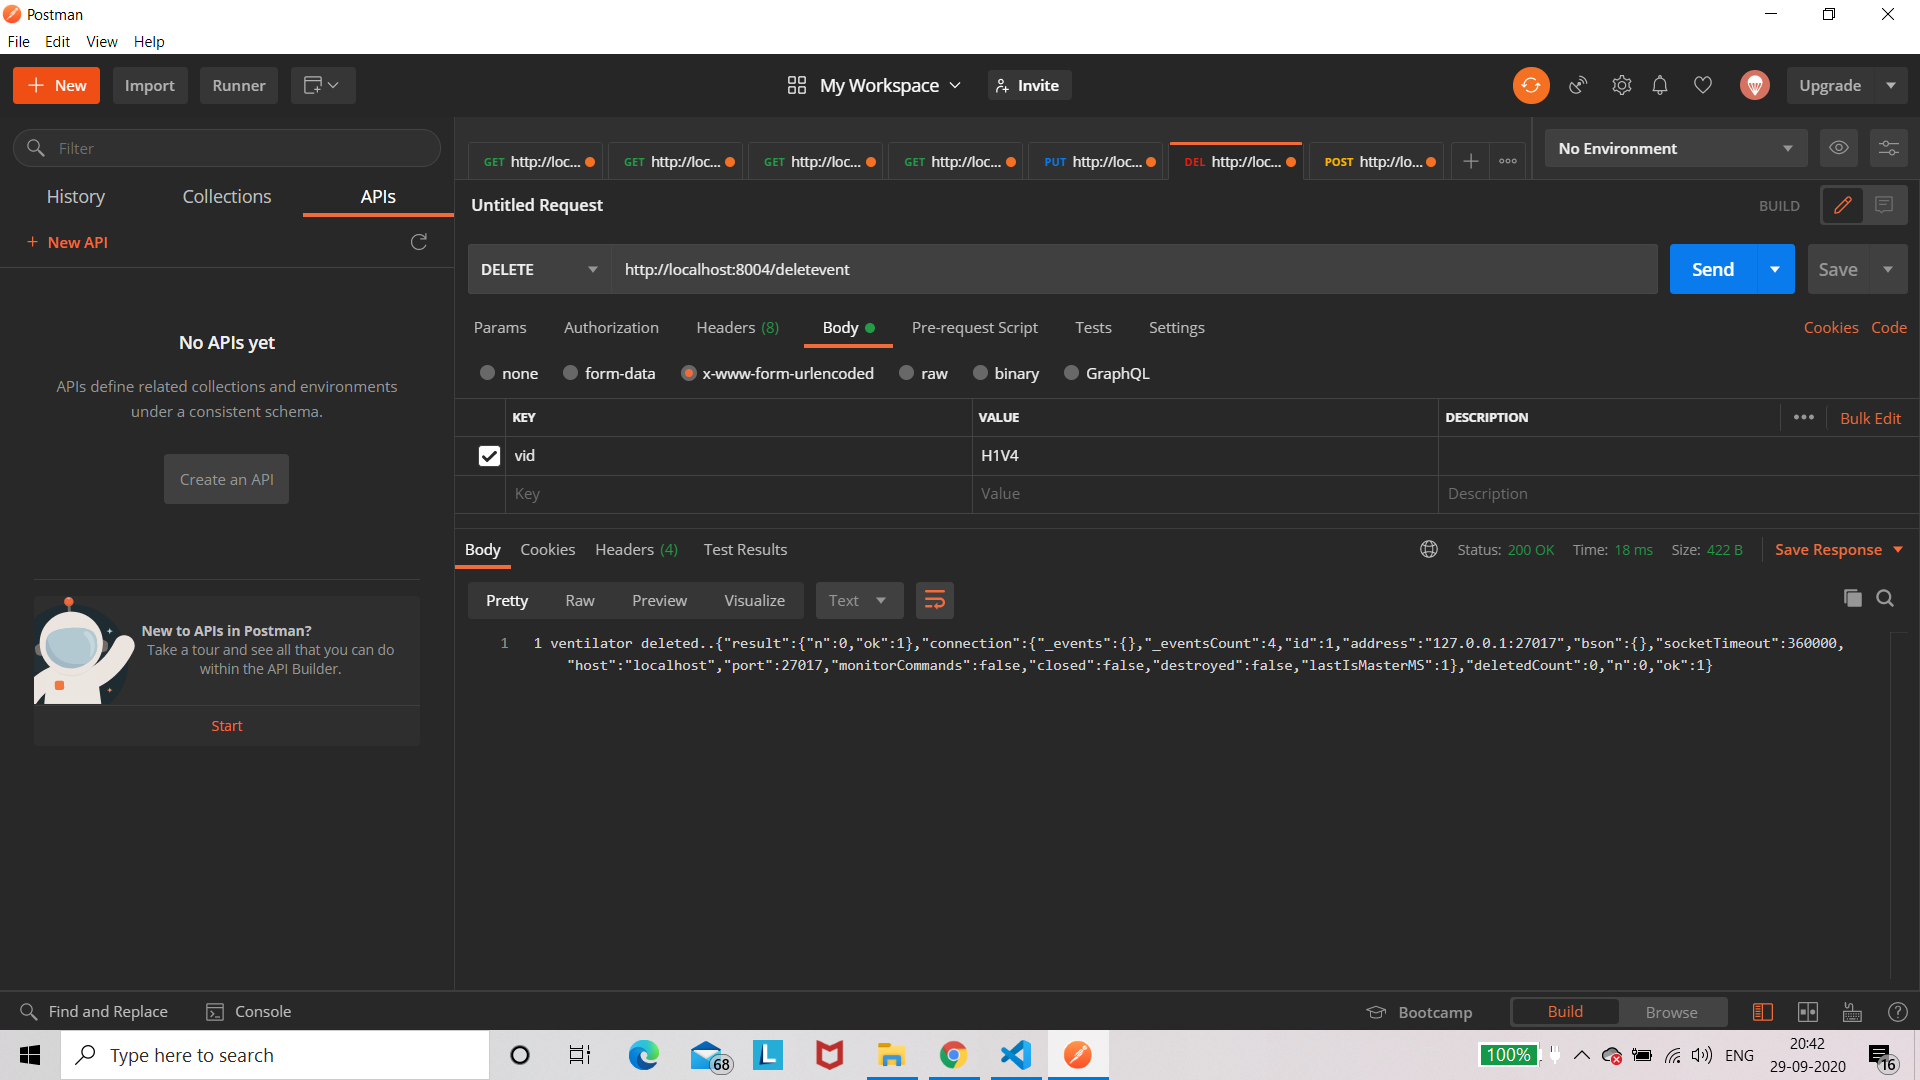 Postman
File Edit View Help
New Import Runner My Workspace Invite Upgrade
Filter
History Collections APIs
+ New API
No APIs yet
APIs define related collections and environments
under a consistent schema.
Create an API
New to APIs in Postman?
Take a tour and see all that you can do
within the API Builder.
Start
GET http://loc... GET http://loc... GET http://loc... GET http://loc... PUT http://loc... DEL http://loc... POST http://lo... No Environment
Untitled Request BUILD
DELETE http://localhost:8004/deletevent Send Save
Params Authorization Headers (8) Body Pre-request Script Tests Settings Cookies Code
none form-data x-www-form-urlencoded raw binary GraphQL
KEY VALUE DESCRIPTION ••• Bulk Edit
vid H1V4
Key Value Description
Body Cookies Headers (4) Test Results Status: 200 OK Time: 18 ms Size: 422 B Save Response
Pretty Raw Preview Visualize Text
1 1 ventilator deleted..{"result":{"n":0,"ok":1},"connection":{"_events":{},"_eventsCount":4,"id":1,"address":"127.0.0.1:27017","bson":{},"socketTimeout":360000,
"host":"localhost","port":27017,"monitorCommands":false,"closed":false,"destroyed":false,"lastIsMasterMS":1},"deletedCount":0,"n":0,"ok":1}
Find and Replace Console Bootcamp Build Browse
Type here to search 68 L 100% ENG 20:42
29-09-2020 16